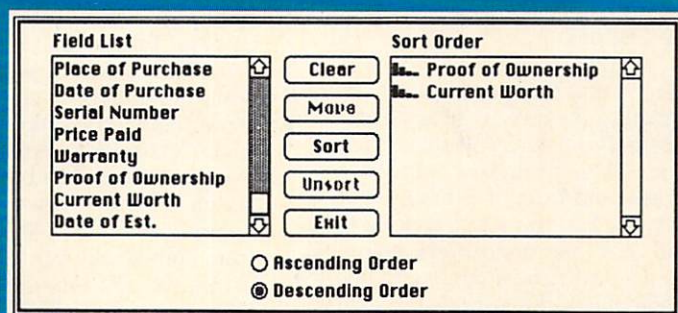 Field List
Place of Purchase
Date of Purchase
Serial Number
Price Paid
Warranty
Proof of Ownership
Current Worth
Date of Est.
Clear
Move
Sort
Unsort
Exit
Sort Order
Proof of Ownership
Current Worth
Ascending Order
Descending Order